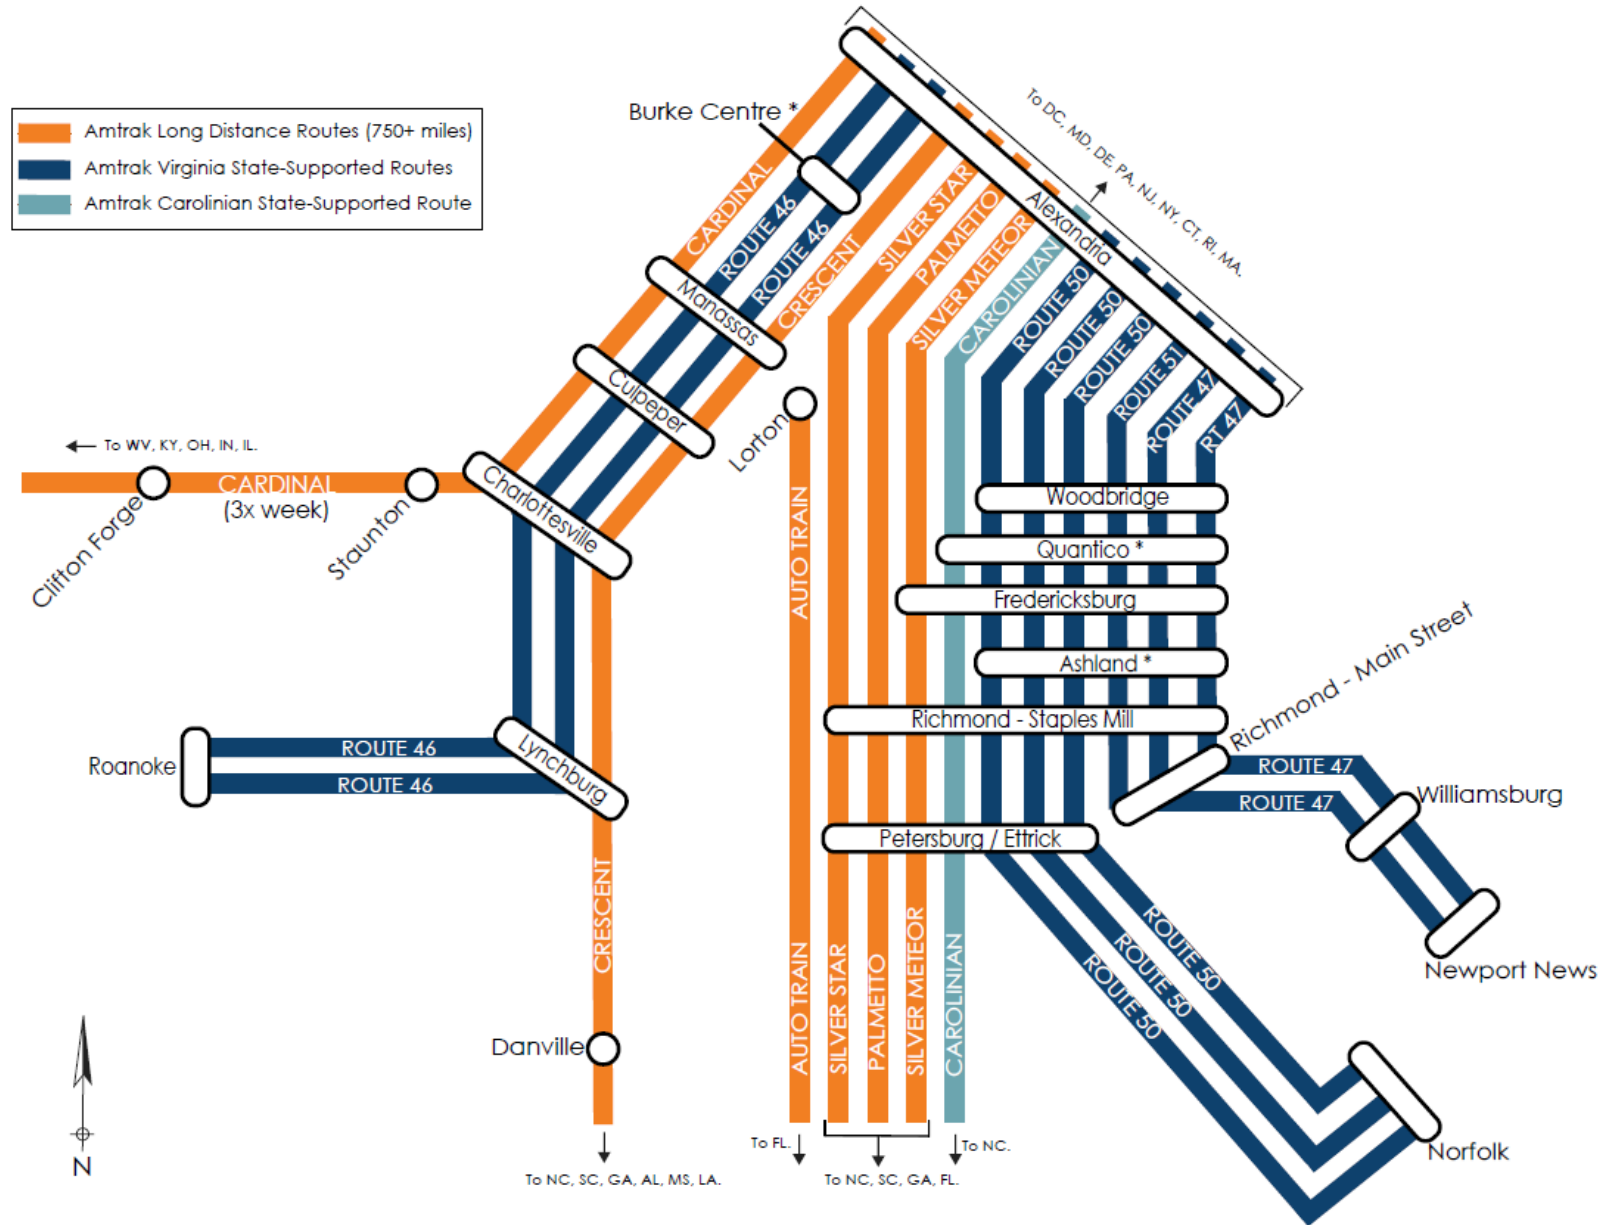 Amtrak Long Distance Routes (750+ miles)
Amtrak Virginia State-Supported Routes
Amtrak Carolinian State-Supported Route
Burke Centre *
To DC, MD, DE, PA, NJ, NY, CT, RI, MA.
Alexandria
CARDINAL
ROUTE 46
ROUTE 46
CRESCENT
SILVER STAR
PALMETTO
SILVER METEOR
CAROLINIAN
ROUTE 50
ROUTE 50
ROUTE 50
ROUTE 51
ROUTE 47
RT 47
Manassas
Culpeper
Lorton
To WV, KY, OH, IN, IL.
CARDINAL
(3x week)
Clifton Forge
Staunton
Charlottesville
AUTO TRAIN
Woodbridge
Quantico *
Fredericksburg
Ashland *
Richmond - Staples Mill
Richmond - Main Street
Roanoke
ROUTE 46
ROUTE 46
Lynchburg
ROUTE 47
ROUTE 47
Williamsburg
Petersburg / Ettrick
Newport News
CRESCENT
AUTO TRAIN
SILVER STAR
PALMETTO
SILVER METEOR
CAROLINIAN
ROUTE 50
ROUTE 50
ROUTE 50
Danville
Norfolk
N
To FL.
To NC.
To NC, SC, GA, AL, MS, LA.
To NC, SC, GA, FL.